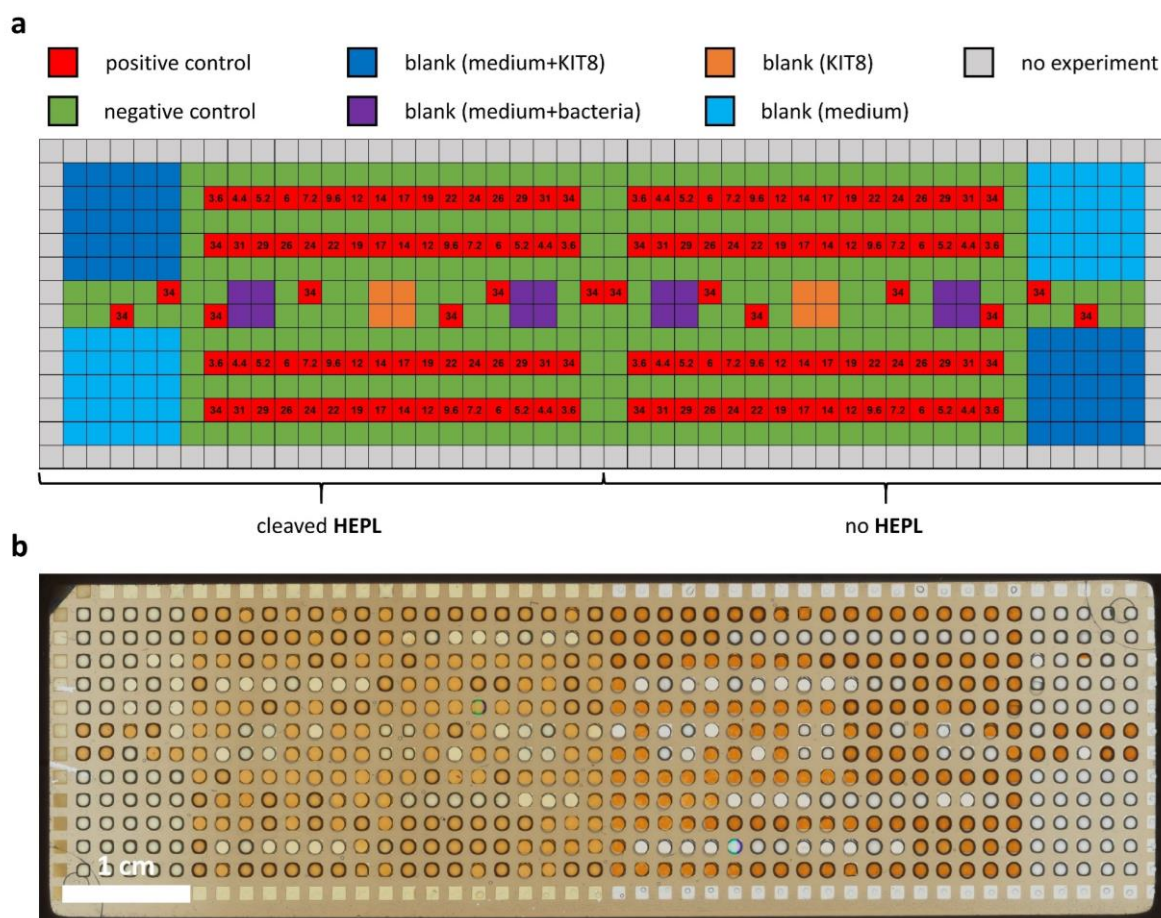 a
positive control blank (medium+KIT8) blank (KIT8) no experiment
negative control blank (medium+bacteria) blank (medium)
3.6 4.4 5.2 6 7.2 9.6 12 14 17 19 22 24 26 29 31 34 3.6 4.4 5.2 6 7.2 9.6 12 14 17 19 22 24 26 29 31 34
34 31 29 26 24 22 19 17 14 12 9.6 7.2 6 5.2 4.4 3.6 34 31 29 26 24 22 19 17 14 12 9.6 7.2 6 5.2 4.4 3.6
34 34 34 34 34 34 34 34
34 34 34 34 34 34
3.6 4.4 5.2 6 7.2 9.6 12 14 17 19 22 24 26 29 31 34 3.6 4.4 5.2 6 7.2 9.6 12 14 17 19 22 24 26 29 31 34
34 31 29 26 24 22 19 17 14 12 9.6 7.2 6 5.2 4.4 3.6 34 31 29 26 24 22 19 17 14 12 9.6 7.2 6 5.2 4.4 3.6
cleaved HEPL no HEPL
b
1 cm